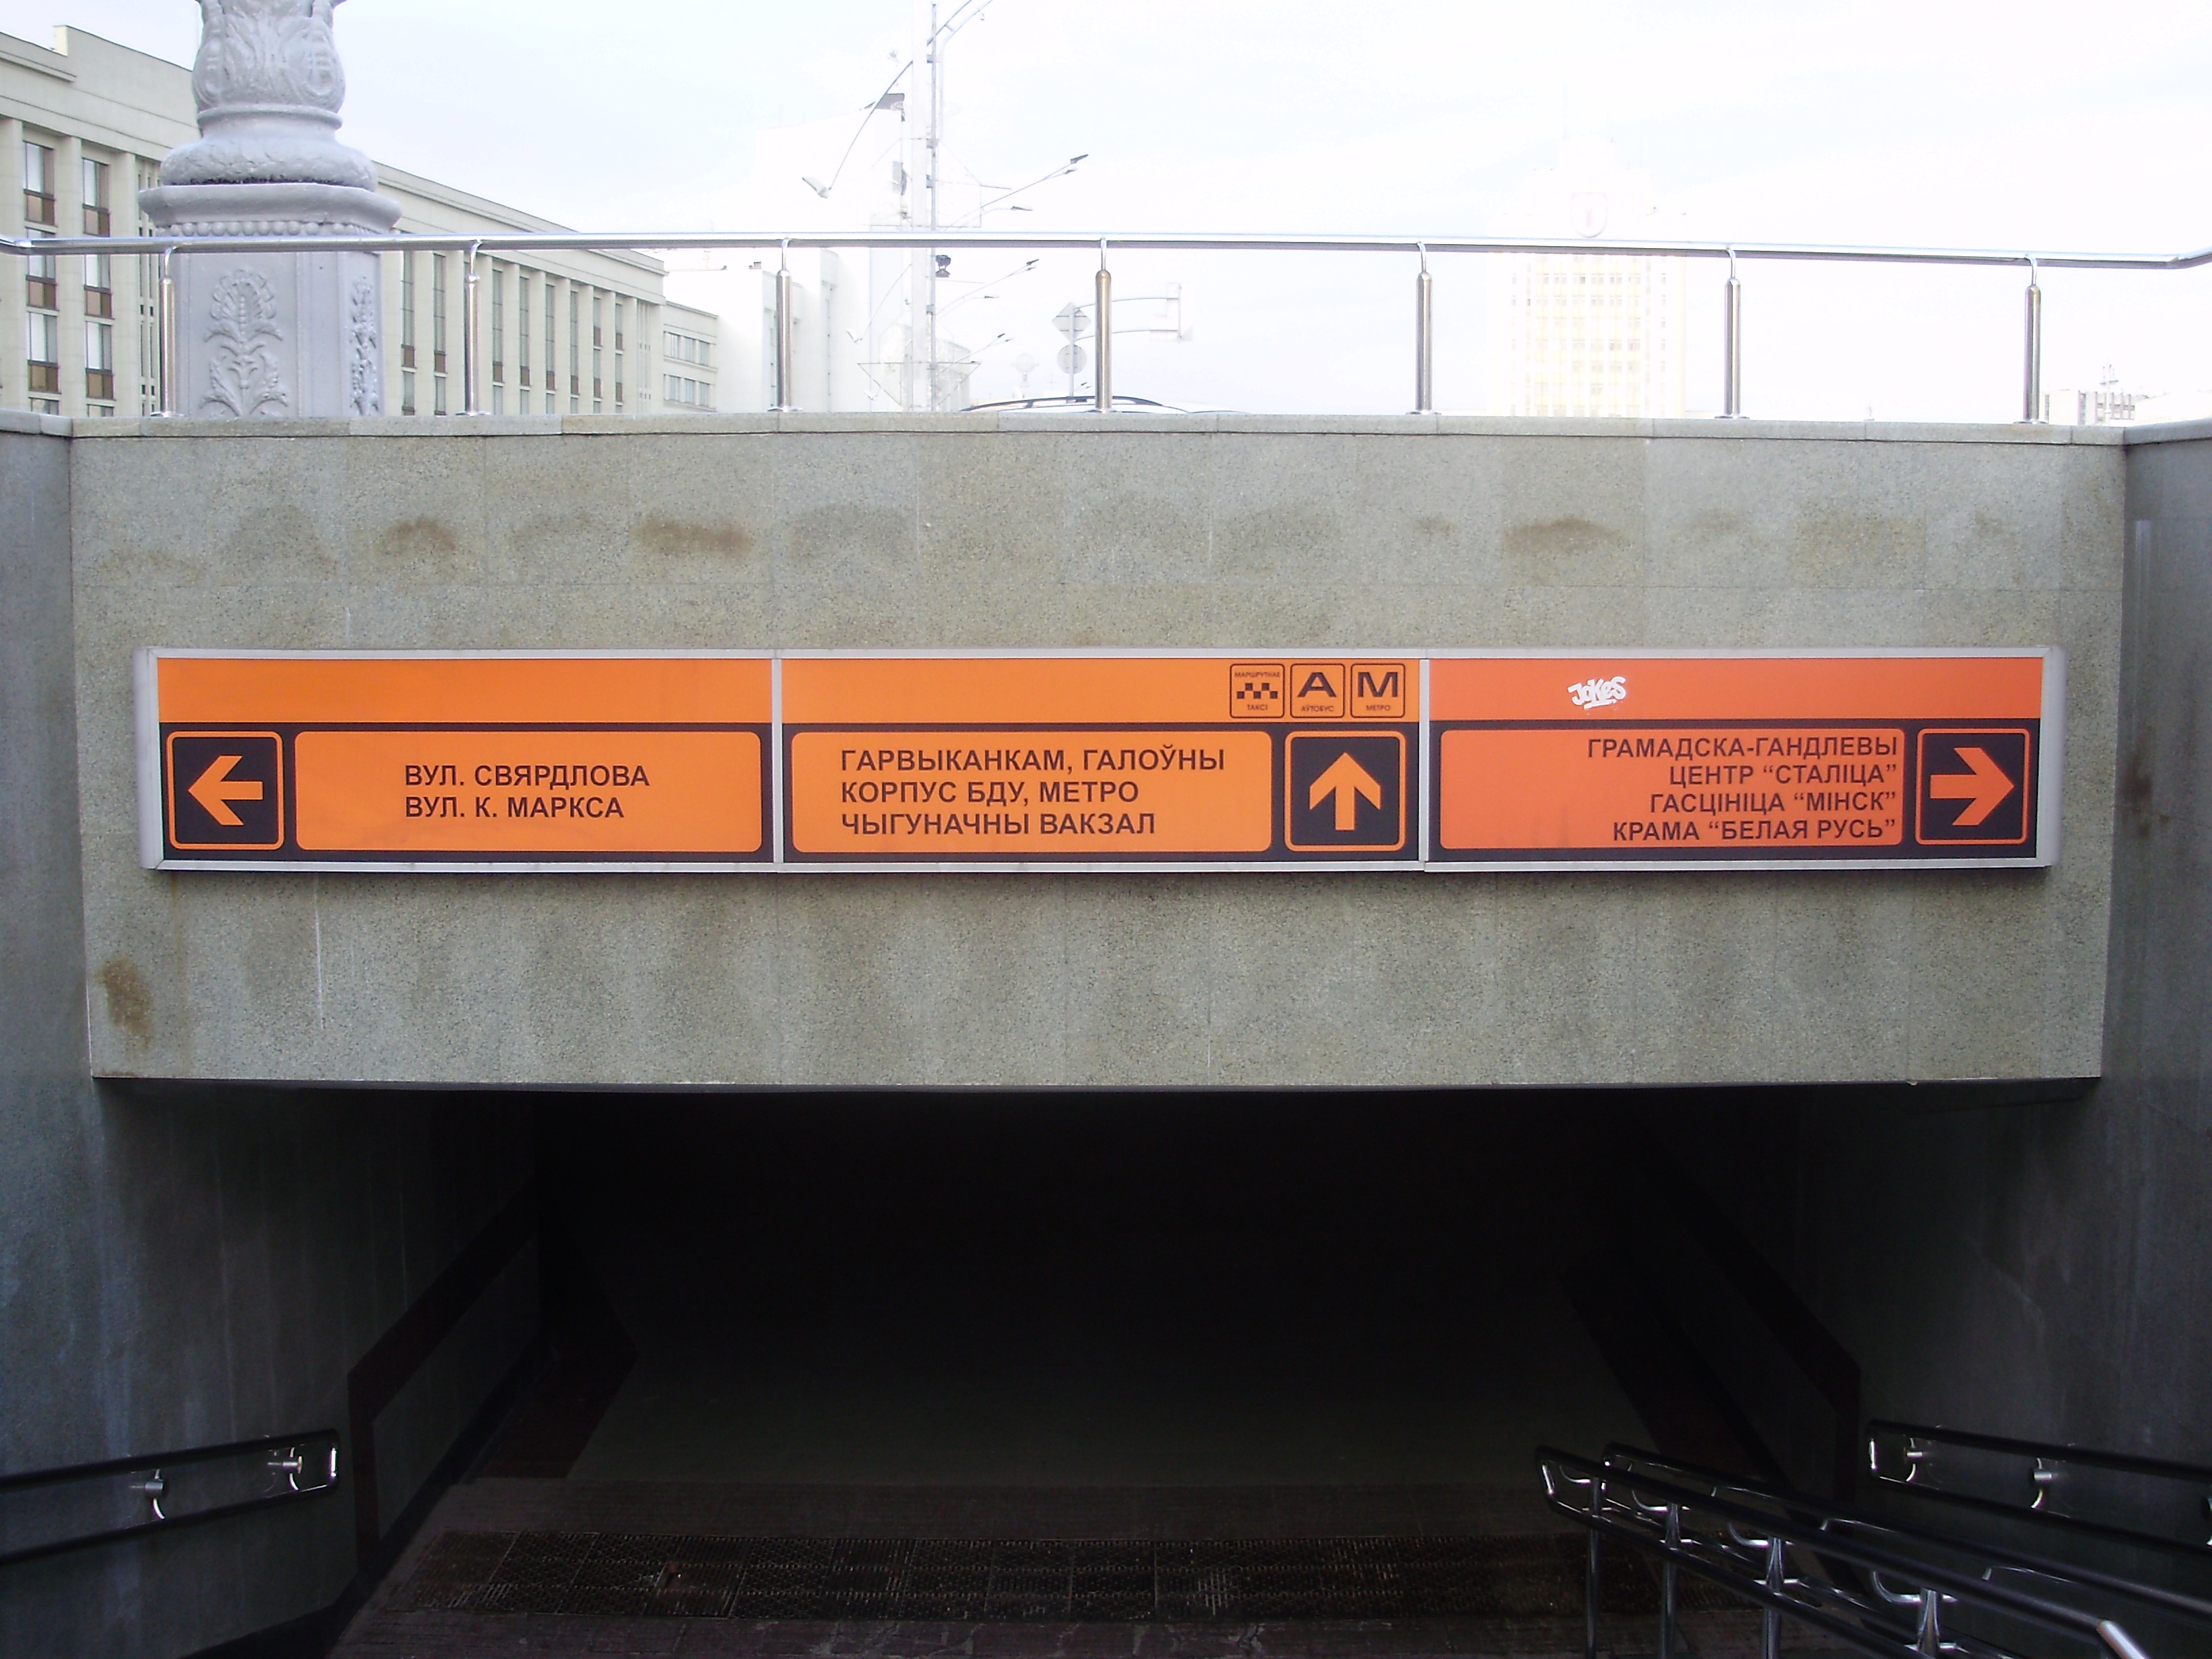 ВУЛ. СВЯРДЛОВА
ВУЛ. К. МАРКСА
МАРШРУТНАЕ
ТАКСІ
А
АЎТОБУС
М
МЕТРО
ГАРВЫКАНКАМ, ГАЛОЎНЫ
КОРПУС БДУ, МЕТРО
ЧЫГУНАЧНЫ ВАКЗАЛ
JOKES
ГРАМАДСКА-ГАНДЛЕВЫ
ЦЕНТР “СТАЛІЦА”
ГАСЦІНІЦА “МІНСК”
КРАМА “БЕЛАЯ РУСЬ”